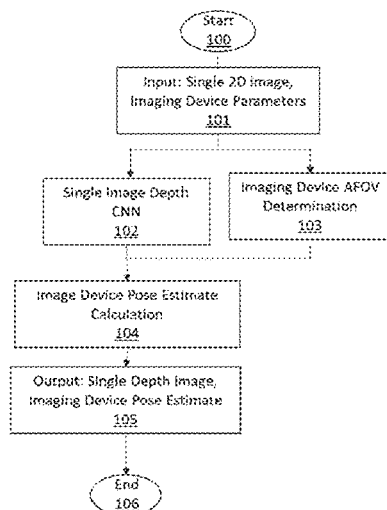 Start
100
Input: Single 2D Image,
Imaging Device Parameters
101
Single Image Depth
CNN
102
Imaging Device AFOV
Determination
103
Image Device Pose Estimate
Calculation
104
Output: Single Depth Image,
Imaging Device Pose Estimate
105
End
106